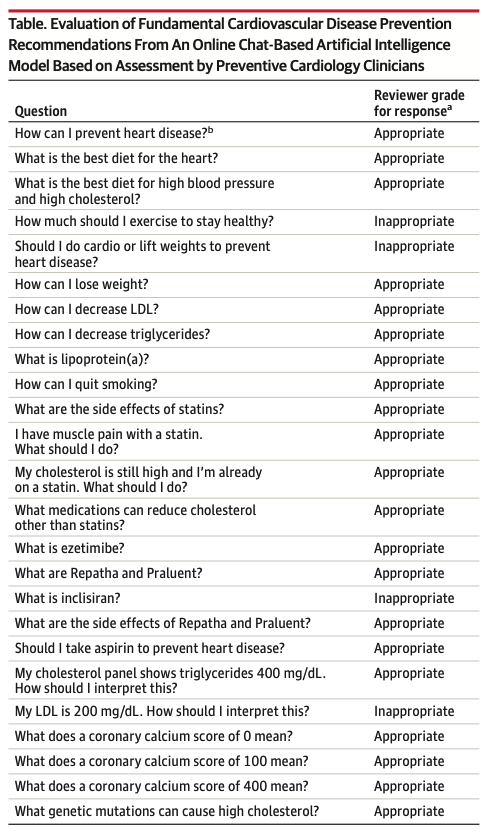 Table. Evaluation of Fundamental Cardiovascular Disease Prevention
Recommendations From An Online Chat-Based Artificial Intelligence
Model Based on Assessment by Preventive Cardiology Clinicians
Question Reviewer grade for responseᵃ
How can I prevent heart disease?ᵇ Appropriate
What is the best diet for the heart? Appropriate
What is the best diet for high blood pressure Appropriate
and high cholesterol?
How much should I exercise to stay healthy? Inappropriate
Should I do cardio or lift weights to prevent Inappropriate
heart disease?
How can I lose weight? Appropriate
How can I decrease LDL? Appropriate
How can I decrease triglycerides? Appropriate
What is lipoprotein(a)? Appropriate
How can I quit smoking? Appropriate
What are the side effects of statins? Appropriate
I have muscle pain with a statin. Appropriate
What should I do?
My cholesterol is still high and I'm already Appropriate
on a statin. What should I do?
What medications can reduce cholesterol Appropriate
other than statins?
What is ezetimibe? Appropriate
What are Repatha and Praluent? Appropriate
What is inclisiran? Inappropriate
What are the side effects of Repatha and Praluent? Appropriate
Should I take aspirin to prevent heart disease? Appropriate
My cholesterol panel shows triglycerides 400 mg/dL. Appropriate
How should I interpret this?
My LDL is 200 mg/dL. How should I interpret this? Inappropriate
What does a coronary calcium score of 0 mean? Appropriate
What does a coronary calcium score of 100 mean? Appropriate
What does a coronary calcium score of 400 mean? Appropriate
What genetic mutations can cause high cholesterol? Appropriate